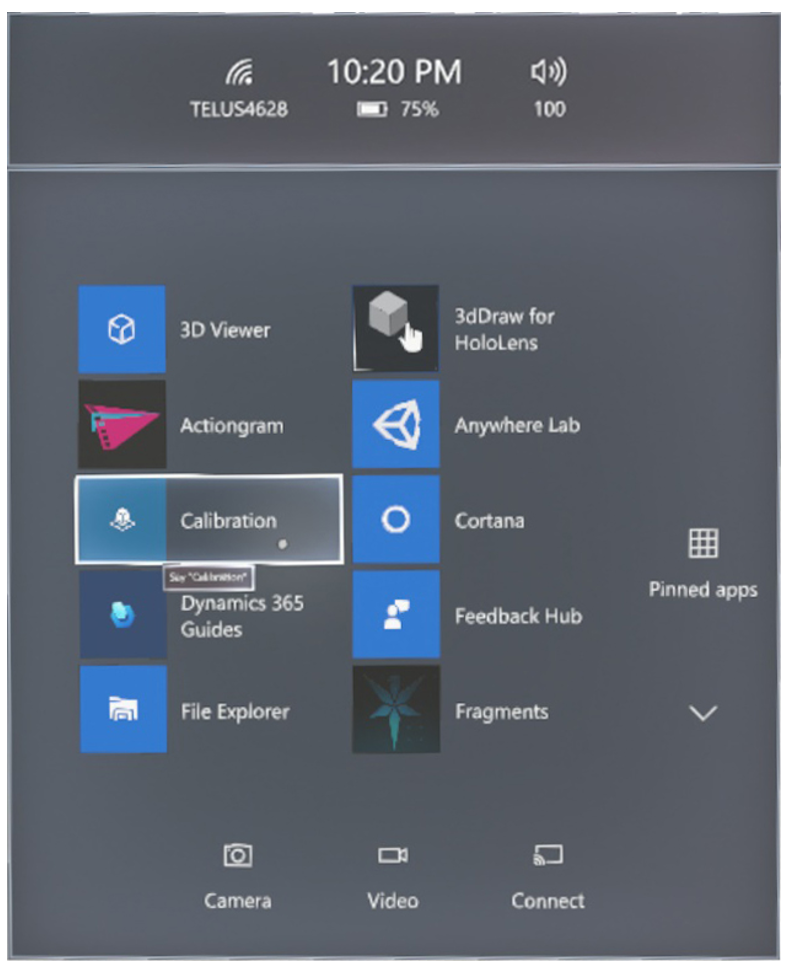 10:20 PM
TELUS4628
75%
100
3D Viewer
3dDraw for
HoloLens
Actiongram
Anywhere Lab
Calibration
Cortana
Say "Calibration"
Dynamics 365
Guides
Feedback Hub
Pinned apps
File Explorer
Fragments
Camera
Video
Connect